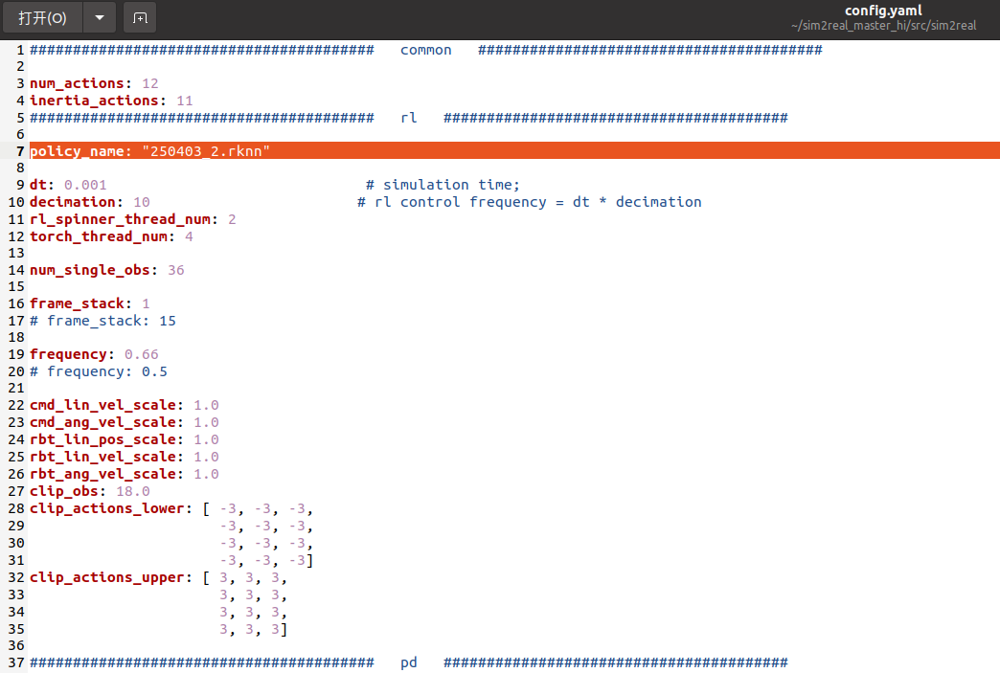 打开(O)
config.yaml
~/sim2real_master_hi/src/sim2real
1 ######################################## common ########################################
2
3 num_actions: 12
4 inertia_actions: 11
5 ######################################## rl ########################################
6
7 policy_name: "250403_2.rknn"
8
9 dt: 0.001 # simulation time;
10 decimation: 10 # rl control frequency = dt * decimation
11 rl_spinner_thread_num: 2
12 torch_thread_num: 4
13
14 num_single_obs: 36
15
16 frame_stack: 1
17 # frame_stack: 15
18
19 frequency: 0.66
20 # frequency: 0.5
21
22 cmd_lin_vel_scale: 1.0
23 cmd_ang_vel_scale: 1.0
24 rbt_lin_pos_scale: 1.0
25 rbt_lin_vel_scale: 1.0
26 rbt_ang_vel_scale: 1.0
27 clip_obs: 18.0
28 clip_actions_lower: [ -3, -3, -3,
29 -3, -3, -3,
30 -3, -3, -3,
31 -3, -3, -3]
32 clip_actions_upper: [ 3, 3, 3,
33 3, 3, 3,
34 3, 3, 3,
35 3, 3, 3]
36
37 ######################################## pd ########################################